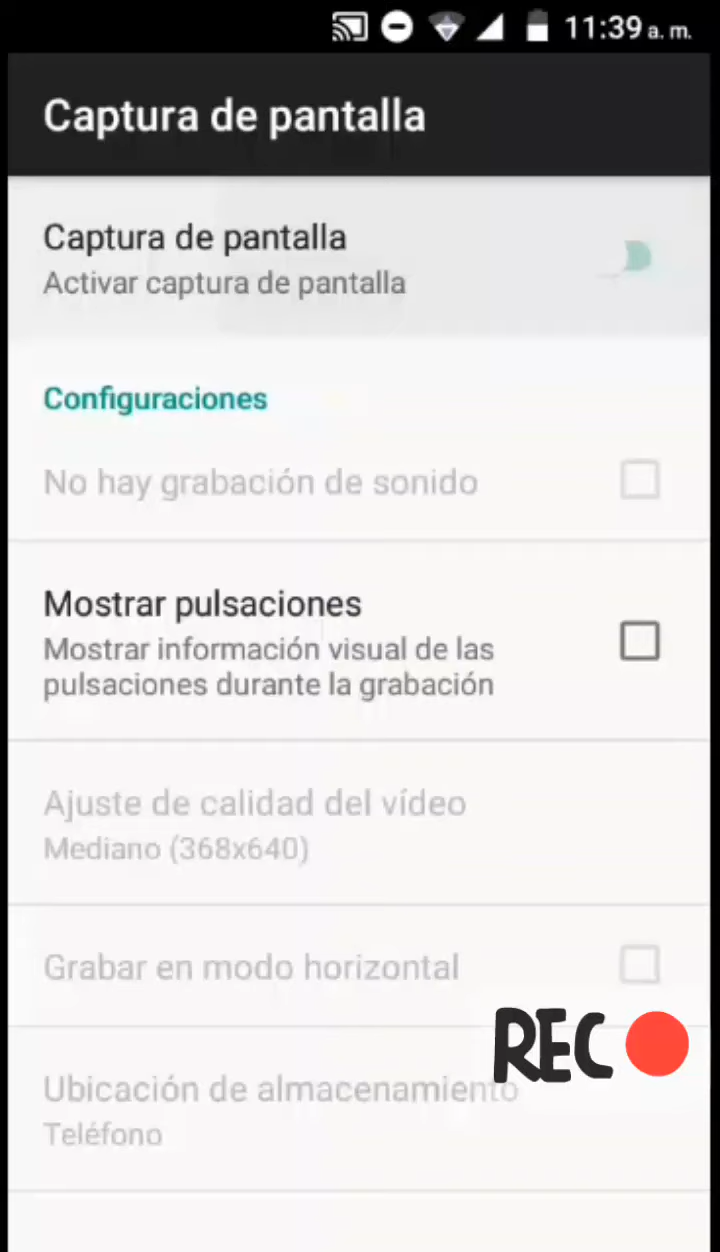 11:39 a. m.
Captura de pantalla
Captura de pantalla
Activar captura de pantalla
Configuraciones
No hay grabación de sonido
Mostrar pulsaciones
Mostrar información visual de las
pulsaciones durante la grabación
Ajuste de calidad del vídeo
Mediano (368x640)
Grabar en modo horizontal
REC
Ubicación de almacenamiento
Teléfono